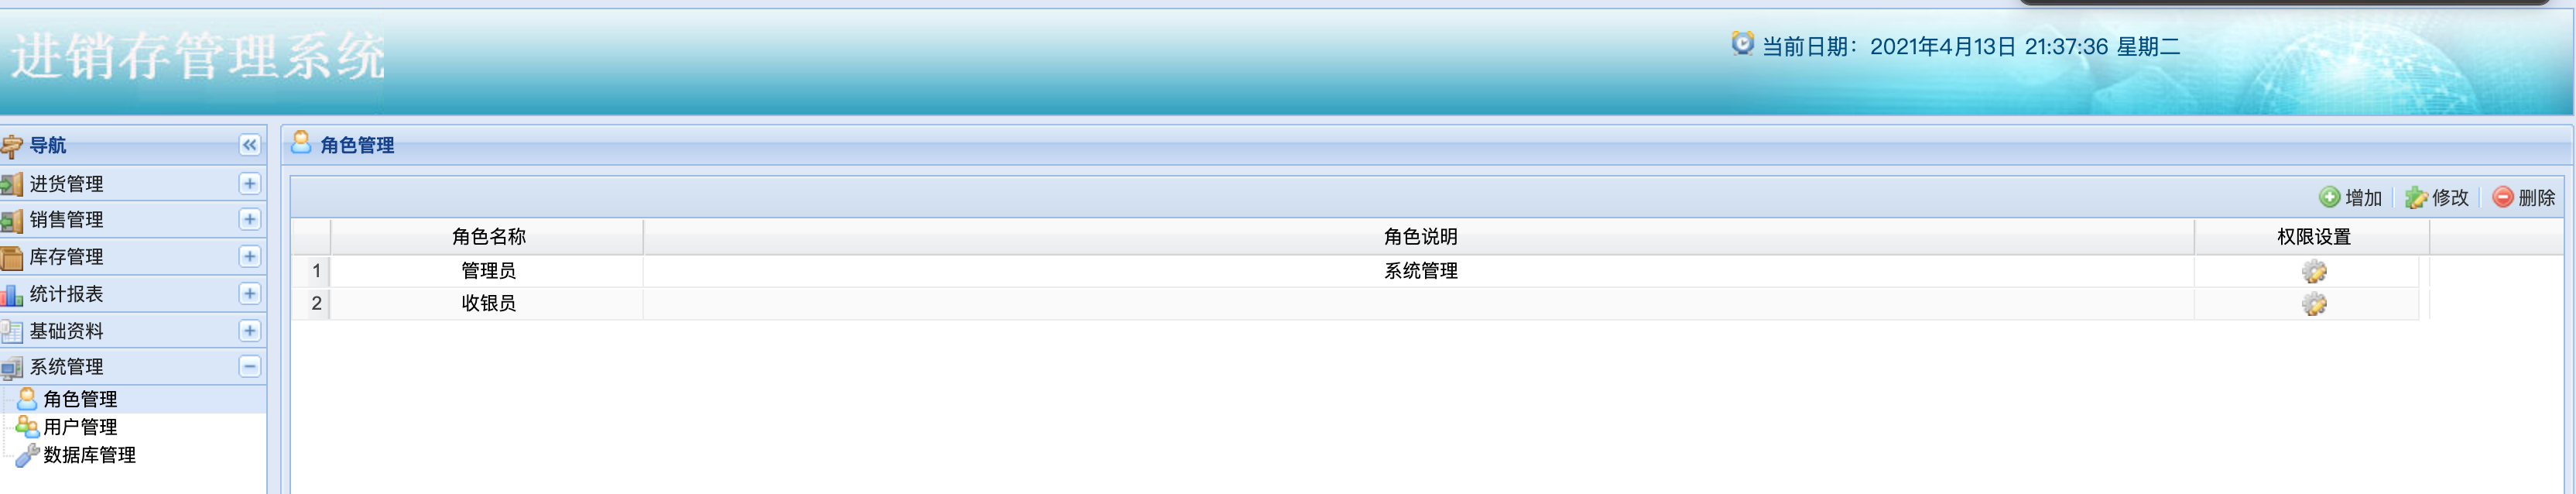 进销存管理系统
当前日期：2021年4月13日 21:37:36 星期二
导航
进货管理
销售管理
库存管理
统计报表
基础资料
系统管理
角色管理
用户管理
数据库管理
角色管理
增加 修改 删除
角色名称 角色说明 权限设置
1 管理员 系统管理
2 收银员